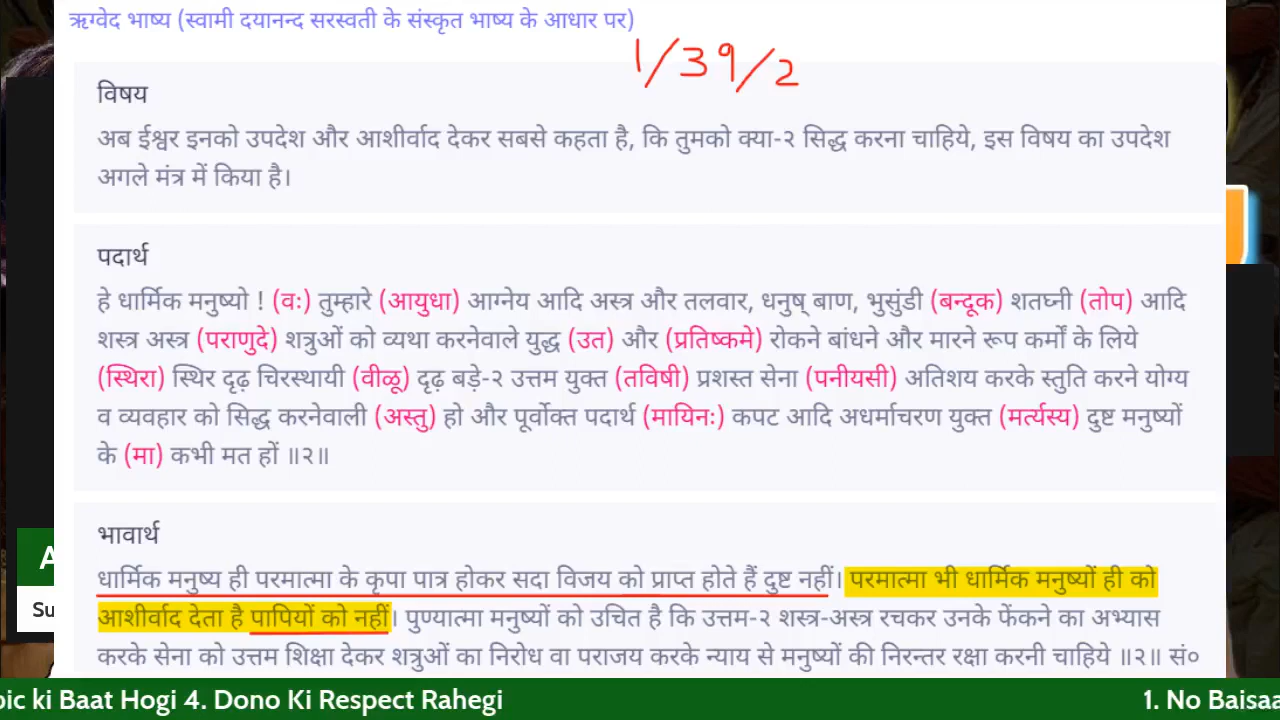 ऋग्वेद भाष्य (स्वामी दयानन्द सरस्वती के संस्कृत भाष्य के आधार पर)
1/39/2
विषय
अब ईश्वर इनको उपदेश और आशीर्वाद देकर सबसे कहता है, कि तुमको क्या-२ सिद्ध करना चाहिये, इस विषय का उपदेश
अगले मंत्र में किया है।
पदार्थ
हे धार्मिक मनुष्यो ! (वः) तुम्हारे (आयुधा) आग्नेय आदि अस्त्र और तलवार, धनुष् बाण, भुसुंडी (बन्दूक) शतघ्नी (तोप) आदि
शस्त्र अस्त्र (पराणुदे) शत्रुओं को व्यथा करनेवाले युद्ध (उत) और (प्रतिष्कमे) रोकने बांधने और मारने रूप कर्मों के लिये
(स्थिरा) स्थिर दृढ़ चिरस्थायी (वीळू) दृढ़ बड़े-२ उत्तम युक्त (तविषी) प्रशस्त सेना (पनीयसी) अतिशय करके स्तुति करने योग्य
व व्यवहार को सिद्ध करनेवाली (अस्तु) हो और पूर्वोक्त पदार्थ (मायिनः) कपट आदि अधर्माचरण युक्त (मर्त्यस्य) दुष्ट मनुष्यों
के (मा) कभी मत हों ॥२॥
भावार्थ
धार्मिक मनुष्य ही परमात्मा के कृपा पात्र होकर सदा विजय को प्राप्त होते हैं दुष्ट नहीं। परमात्मा भी धार्मिक मनुष्यों ही को
आशीर्वाद देता है पापियों को नहीं। पुण्यात्मा मनुष्यों को उचित है कि उत्तम-२ शस्त्र-अस्त्र रचकर उनके फेंकने का अभ्यास
करके सेना को उत्तम शिक्षा देकर शत्रुओं का निरोध वा पराजय करके न्याय से मनुष्यों की निरन्तर रक्षा करनी चाहिये ॥२॥ सं०
A
Su
pic ki Baat Hogi 4. Dono Ki Respect Rahegi 1. No Baisaa